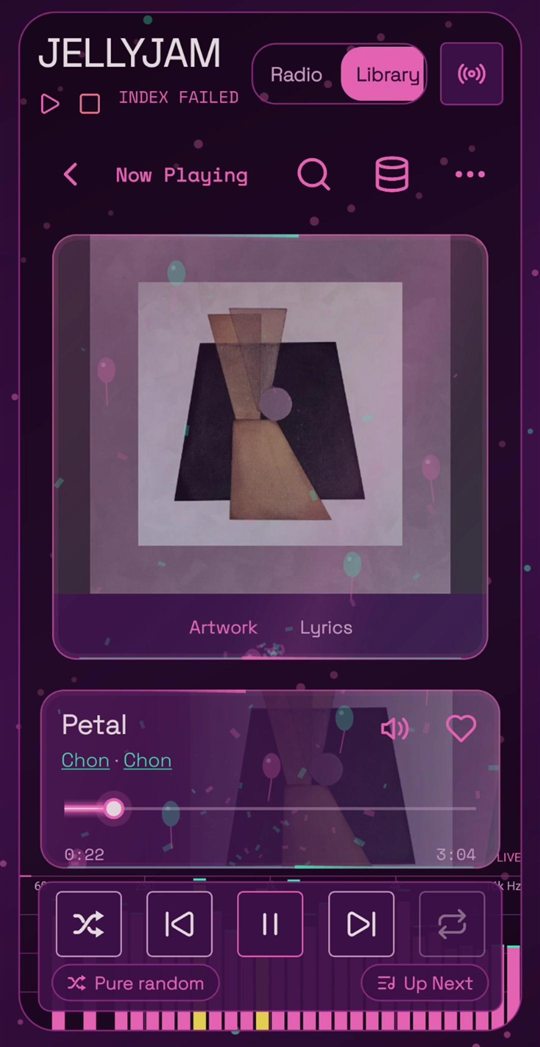 JELLYJAM
Radio Library
INDEX FAILED
Now Playing
Artwork Lyrics
Petal
Chon · Chon
0:22 3:04
LIVE
Hz
Pure random Up Next